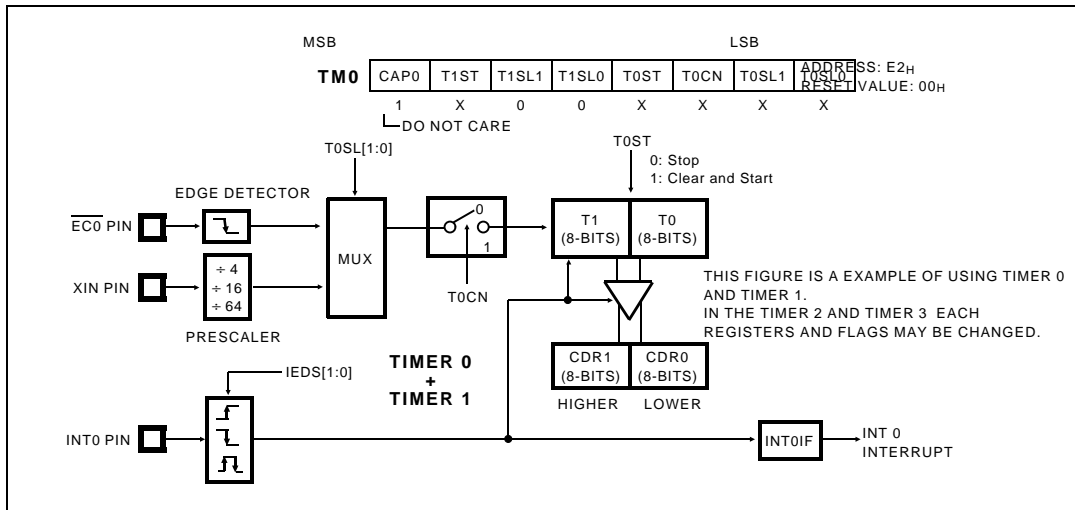 MSB LSB
TM0 CAP0 T1ST T1SL1 T1SL0 T0ST T0CN T0SL1 T0SL0
ADDRESS: E2H
RESET VALUE: 00H
1 X 0 0 X X X X
DO NOT CARE
T0SL[1:0]
T0ST
0: Stop
1: Clear and Start
EDGE DETECTOR
EC0 PIN
MUX
0
1
T0CN
T1
(8-BITS)
T0
(8-BITS)
XIN PIN
÷ 4
÷ 16
÷ 64
PRESCALER
THIS FIGURE IS A EXAMPLE OF USING TIMER 0
AND TIMER 1.
IN THE TIMER 2 AND TIMER 3 EACH
REGISTERS AND FLAGS MAY BE CHANGED.
TIMER 0
+
TIMER 1
CDR1
(8-BITS)
CDR0
(8-BITS)
HIGHER LOWER
IEDS[1:0]
INT0 PIN
INT0IF
INT 0
INTERRUPT